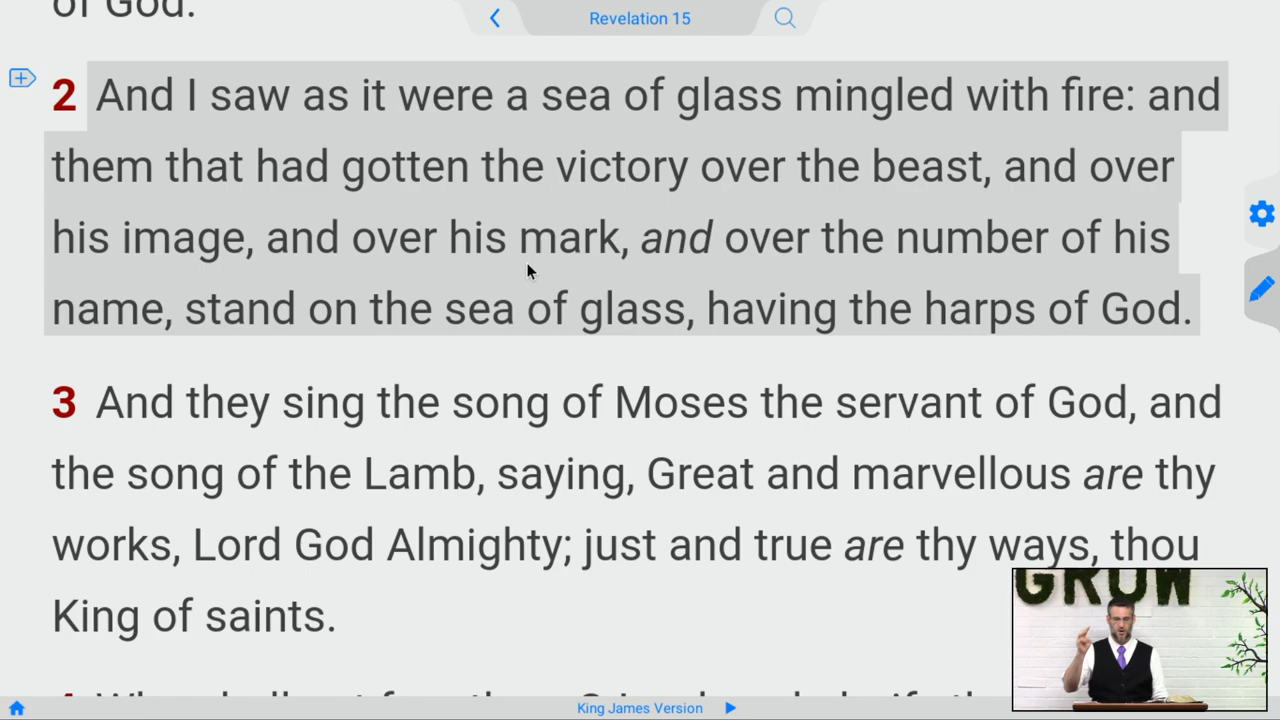 of God.
Revelation 15
2 And I saw as it were a sea of glass mingled with fire: and
them that had gotten the victory over the beast, and over
his image, and over his mark, and over the number of his
name, stand on the sea of glass, having the harps of God.
3 And they sing the song of Moses the servant of God, and
the song of the Lamb, saying, Great and marvellous are thy
works, Lord God Almighty; just and true are thy ways, thou
King of saints.
GROW
King James Version